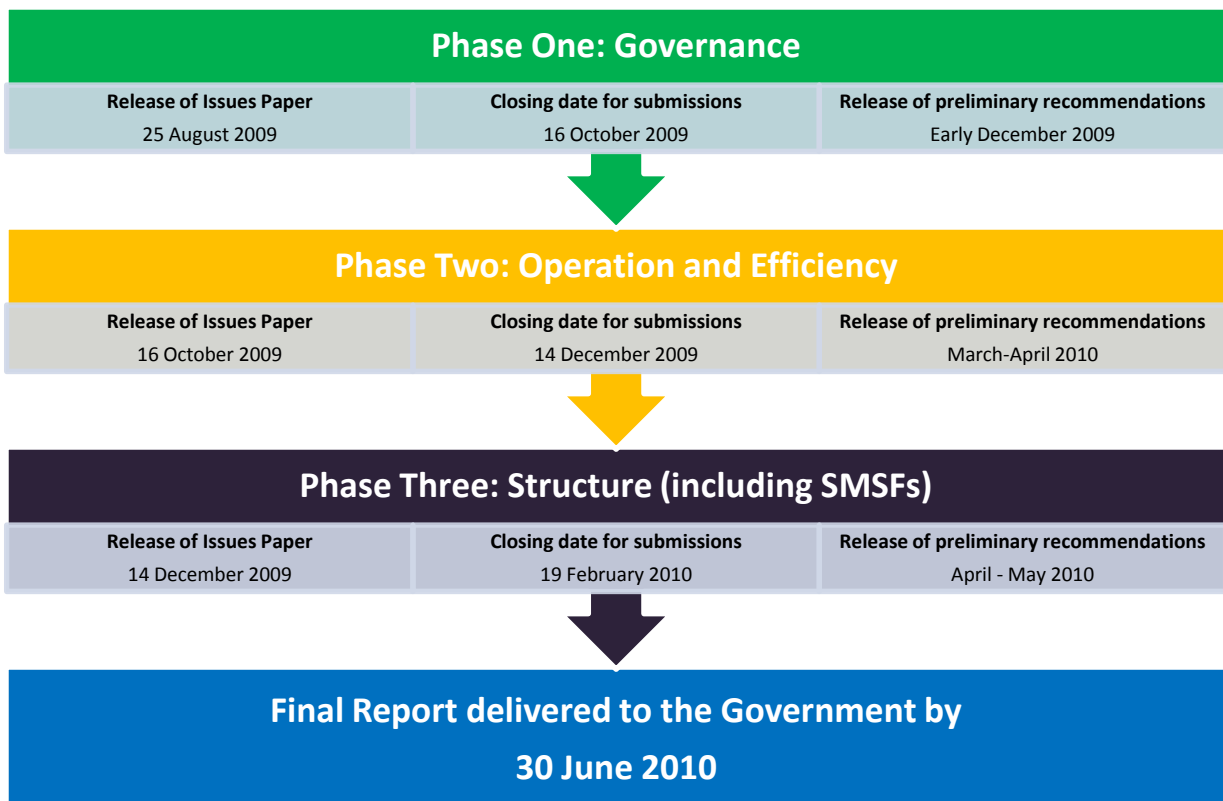 Phase One: Governance
Release of Issues Paper
25 August 2009
Closing date for submissions
16 October 2009
Release of preliminary recommendations
Early December 2009
Phase Two: Operation and Efficiency
Release of Issues Paper
16 October 2009
Closing date for submissions
14 December 2009
Release of preliminary recommendations
March-April 2010
Phase Three: Structure (including SMSFs)
Release of Issues Paper
14 December 2009
Closing date for submissions
19 February 2010
Release of preliminary recommendations
April - May 2010
Final Report delivered to the Government by
30 June 2010